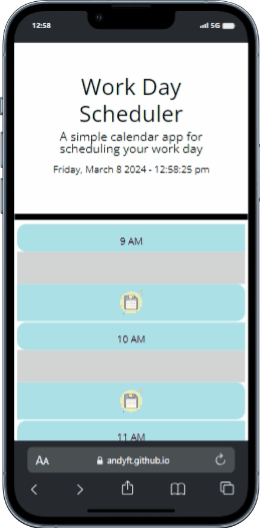 12:58
5G
Work Day
Scheduler
A simple calendar app for
scheduling your work day
Friday, March 8 2024 - 12:58:25 pm
9 AM
10 AM
11 AM
AA andyft.github.io